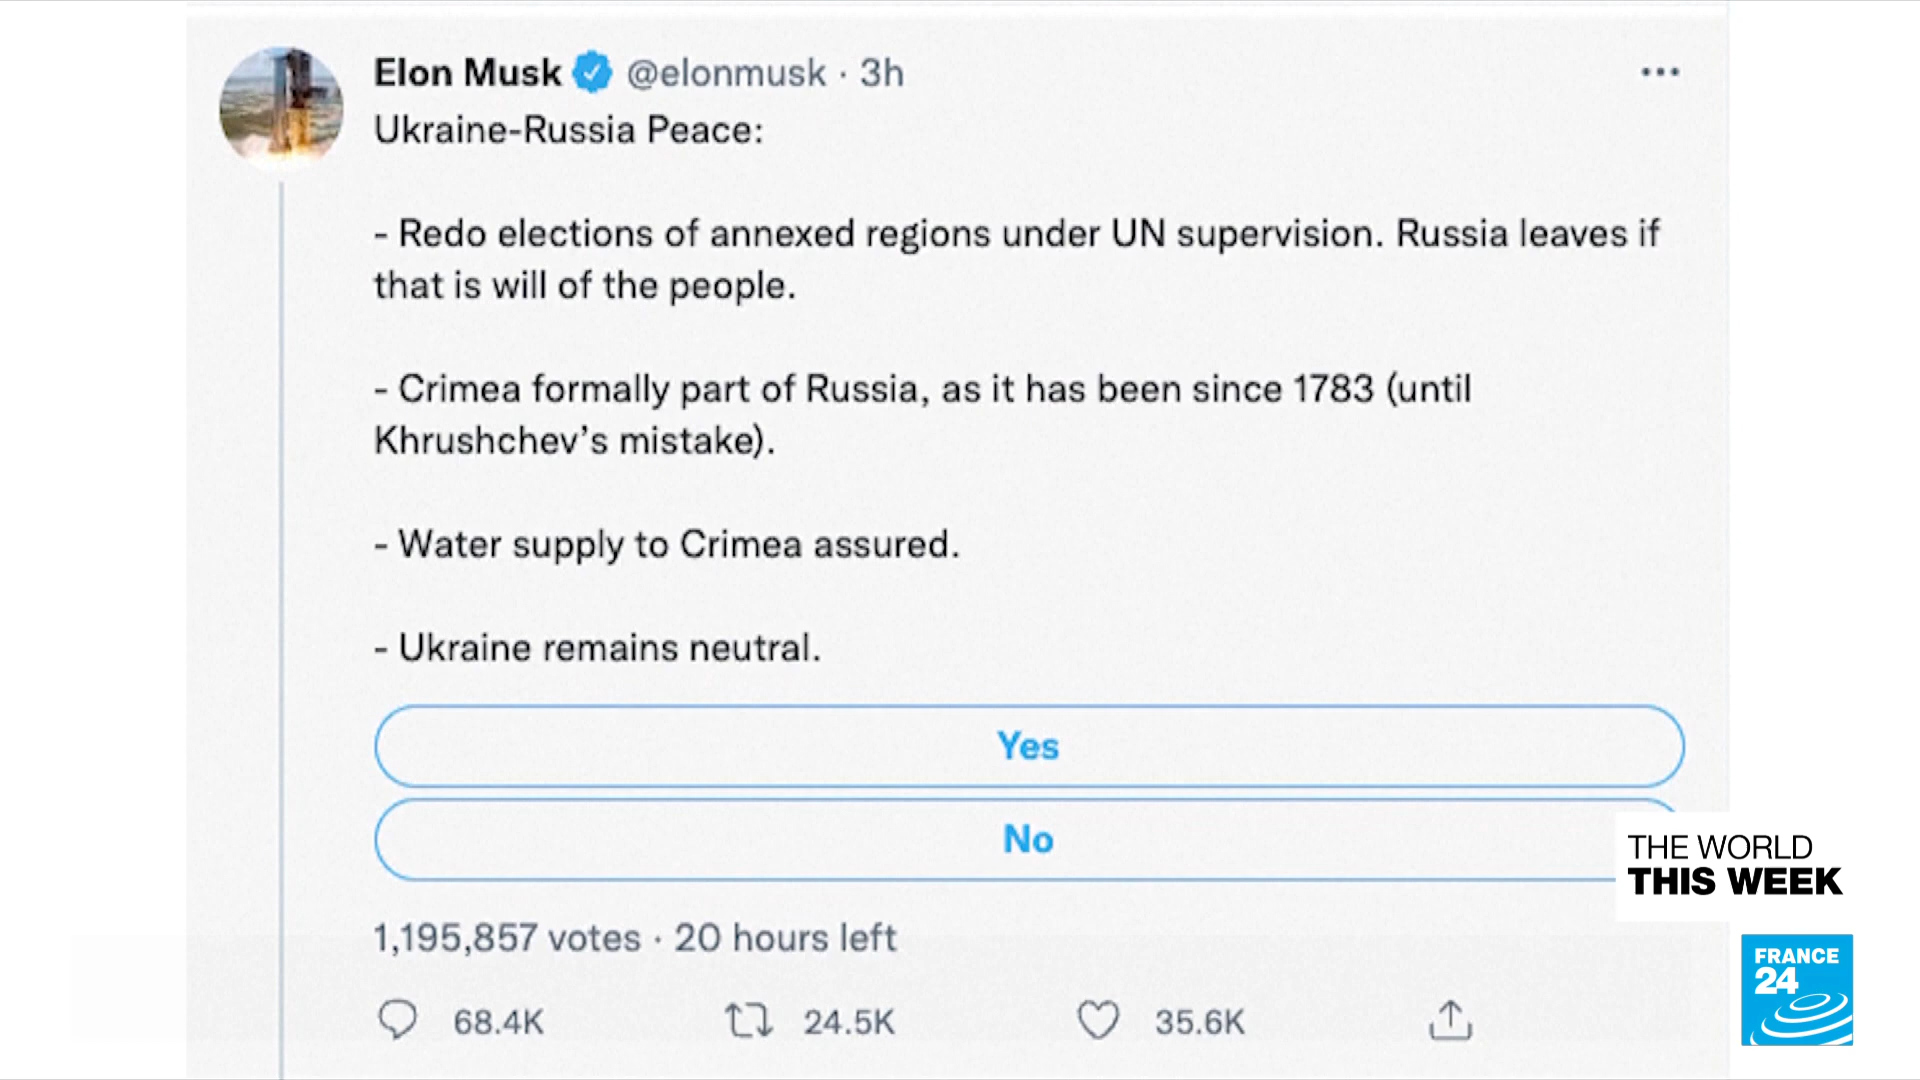 Elon Musk @elonmusk · 3h
Ukraine-Russia Peace:
- Redo elections of annexed regions under UN supervision. Russia leaves if
that is will of the people.
- Crimea formally part of Russia, as it has been since 1783 (until
Khrushchev’s mistake).
- Water supply to Crimea assured.
- Ukraine remains neutral.
Yes
No
1,195,857 votes · 20 hours left
68.4K 24.5K 35.6K
THE WORLD
THIS WEEK
FRANCE
24